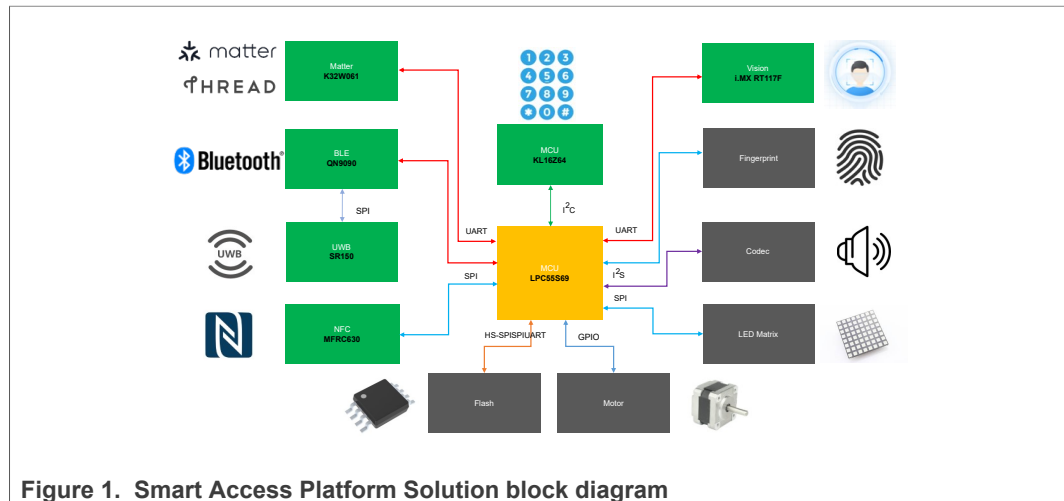 matter
THREAD
Matter
K32W061
1 2 3
4 5 6
7 8 9
* 0 #
Vision
i.MX RT117F
MCU
KL16Z64
Bluetooth®
BLE
QN9090
Fingerprint
SPI
I²C
UART
UART
UWB
UWB
SR150
MCU
LPC55S69
Codec
I²S
SPI
SPI
NFC
MFRC630
LED Matrix
HS-SPISPIUART
GPIO
Flash
Motor
Figure 1. Smart Access Platform Solution block diagram